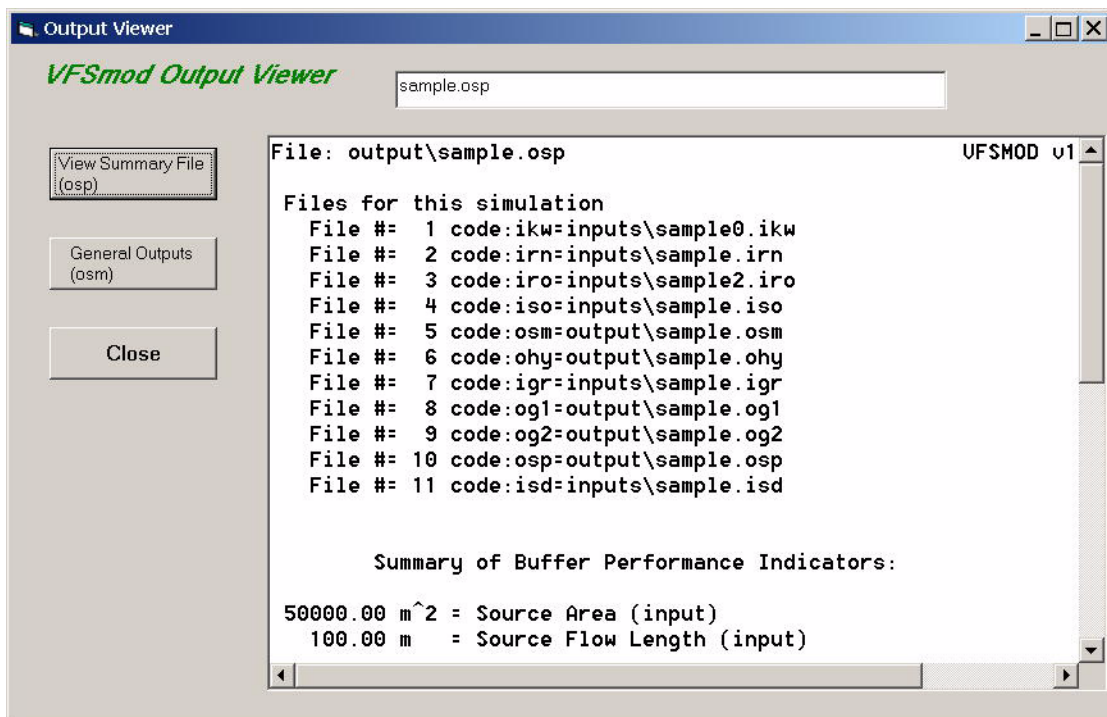 Output Viewer
VFSmod Output Viewer
sample.osp
View Summary File
(osp)
General Outputs
(osm)
Close
File: output\sample.osp VFSMOD v1
Files for this simulation
File #= 1 code:ikw=inputs\sample0.ikw
File #= 2 code:irn=inputs\sample.irn
File #= 3 code:iro=inputs\sample2.iro
File #= 4 code:iso=inputs\sample.iso
File #= 5 code:osm=output\sample.osm
File #= 6 code:ohy=output\sample.ohy
File #= 7 code:igr=inputs\sample.igr
File #= 8 code:og1=output\sample.og1
File #= 9 code:og2=output\sample.og2
File #= 10 code:osp=output\sample.osp
File #= 11 code:isd=inputs\sample.isd
Summary of Buffer Performance Indicators:
50000.00 m^2 = Source Area (input)
100.00 m = Source Flow Length (input)